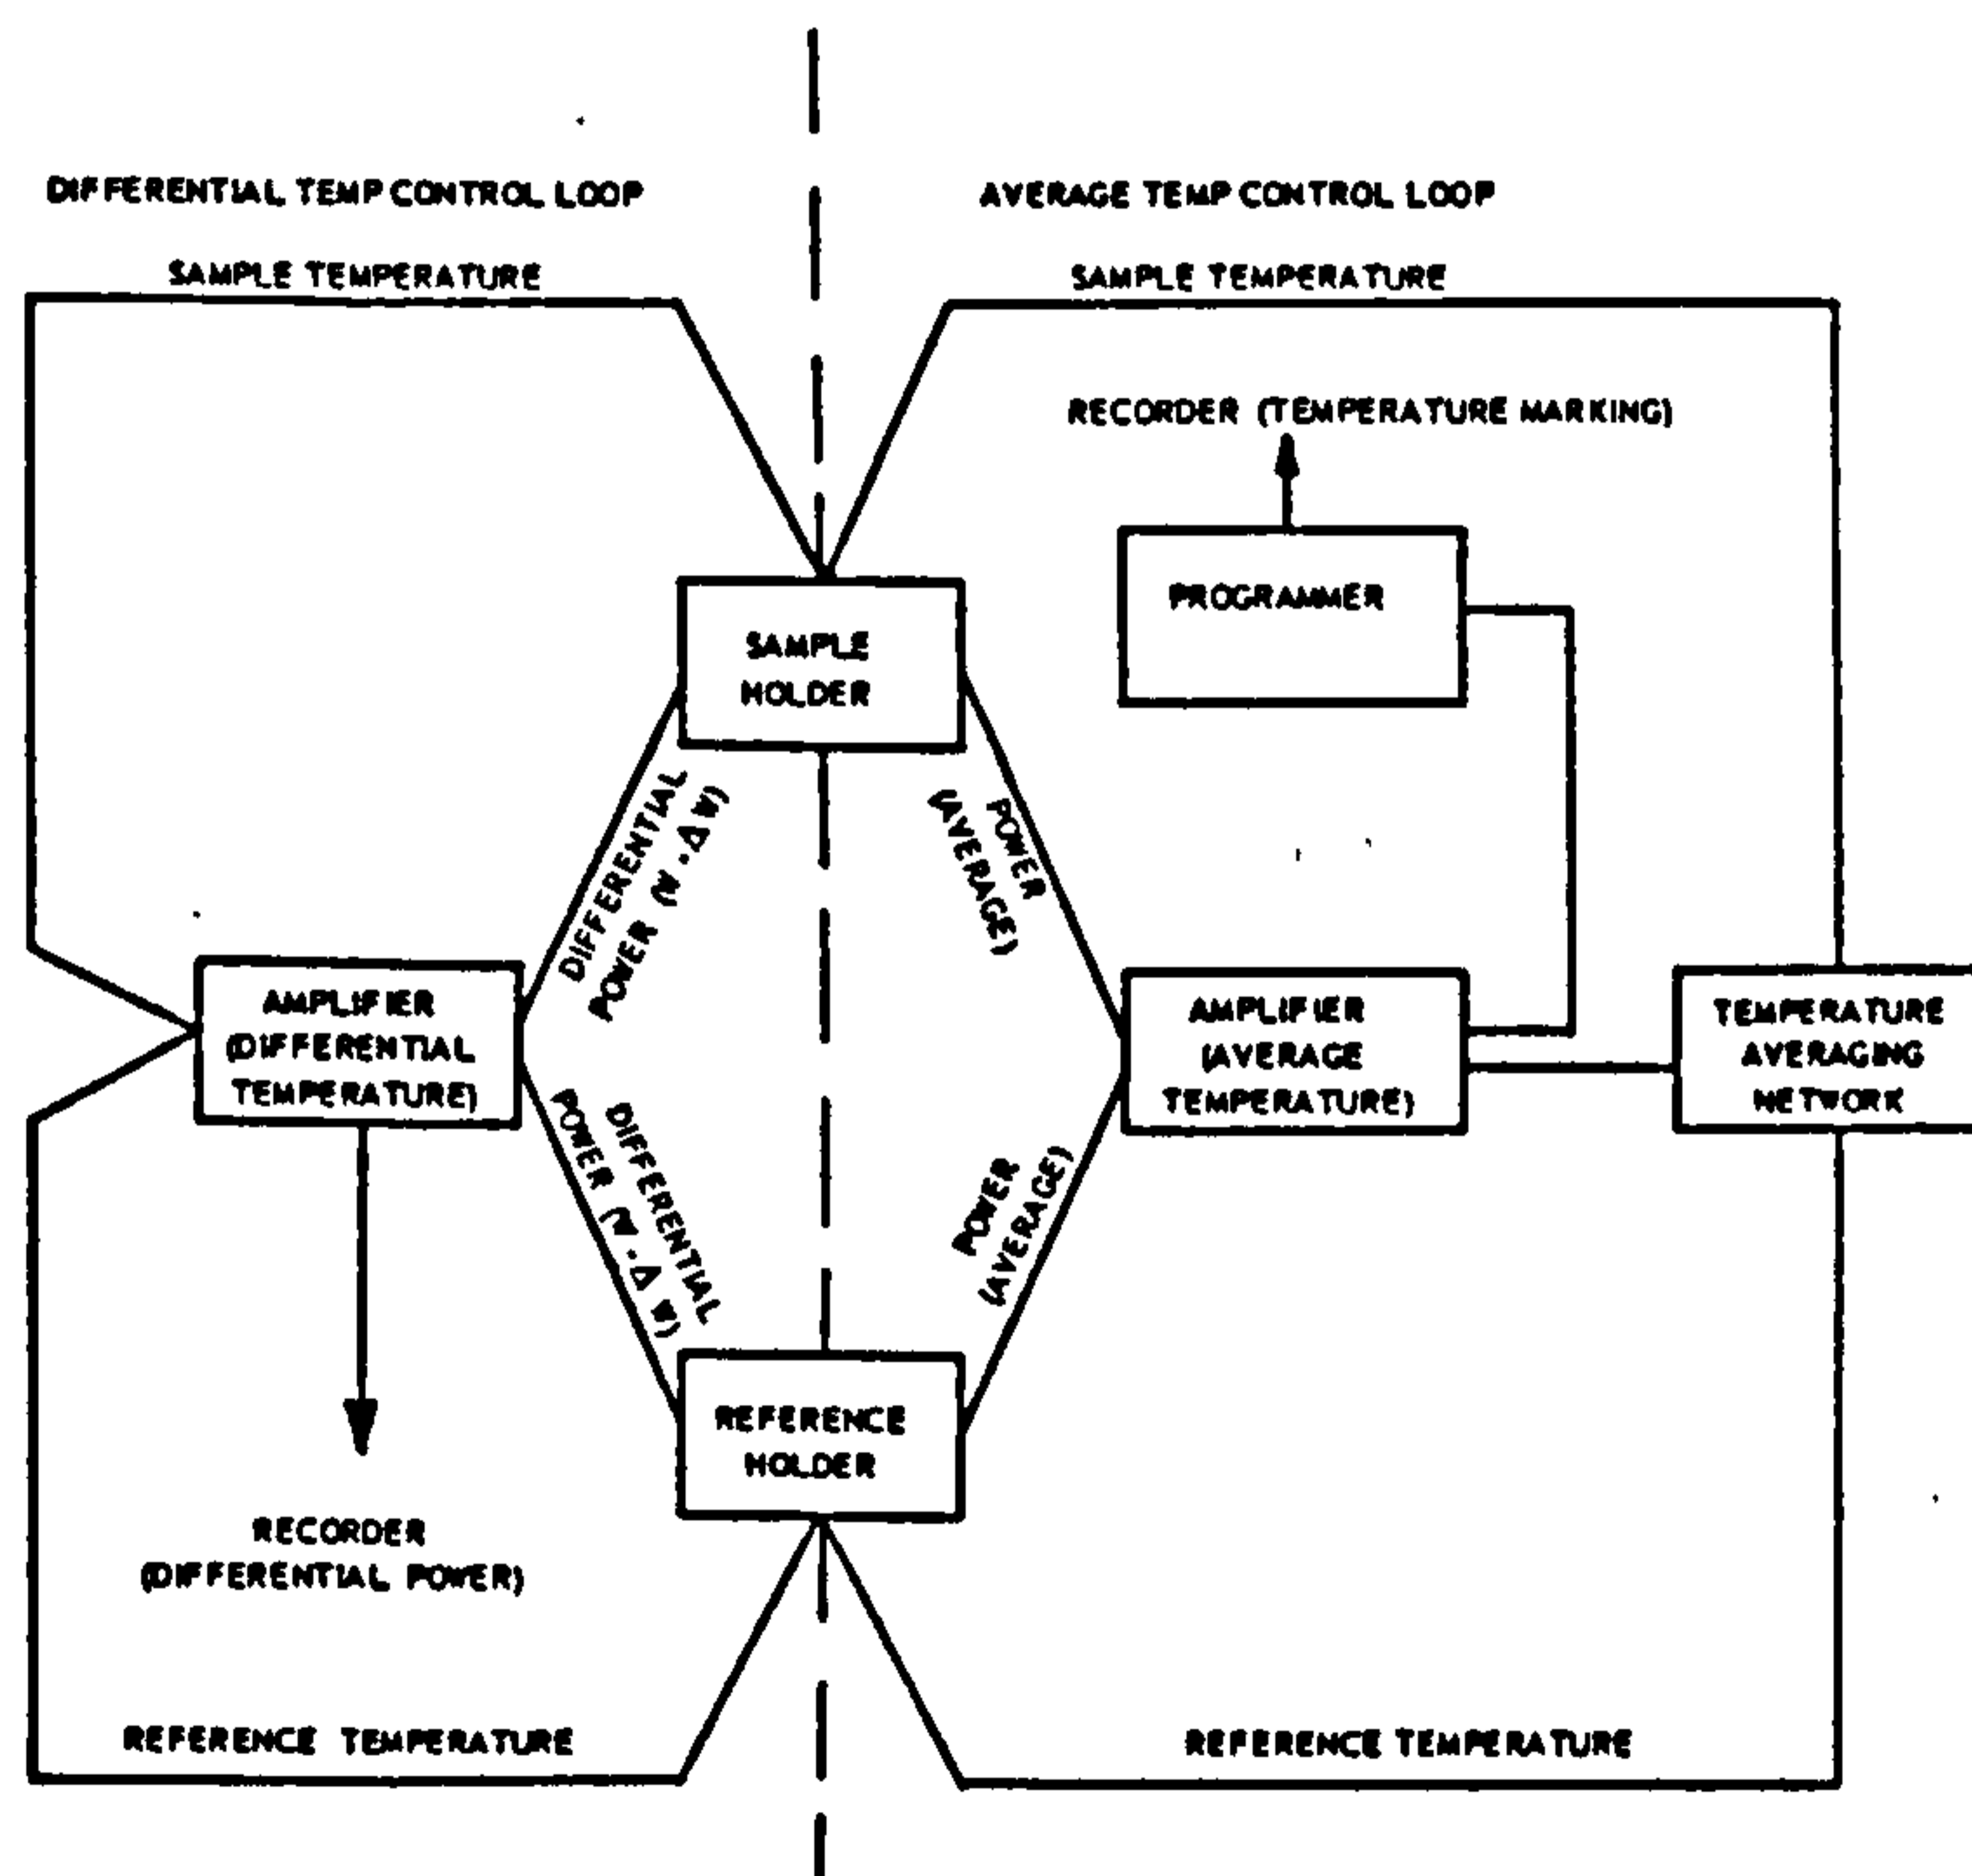 DIFFERENTIAL TEMP CONTROL LOOP
AVERAGE TEMP CONTROL LOOP
SAMPLE TEMPERATURE
SAMPLE TEMPERATURE
RECORDER (TEMPERATURE MARKING)
PROGRAMMER
SAMPLE
HOLDER
DIFFERENTIAL
POWER (W.ΔW)
POWER
(AVERAGE)
AMPLIFIER
(DIFFERENTIAL
TEMPERATURE)
AMPLIFIER
(AVERAGE
TEMPERATURE)
TEMPERATURE
AVERAGING
NETWORK
DIFFERENTIAL
POWER (W.ΔW)
POWER
(AVERAGE)
REFERENCE
HOLDER
RECORDER
(DIFFERENTIAL POWER)
REFERENCE TEMPERATURE
REFERENCE TEMPERATURE